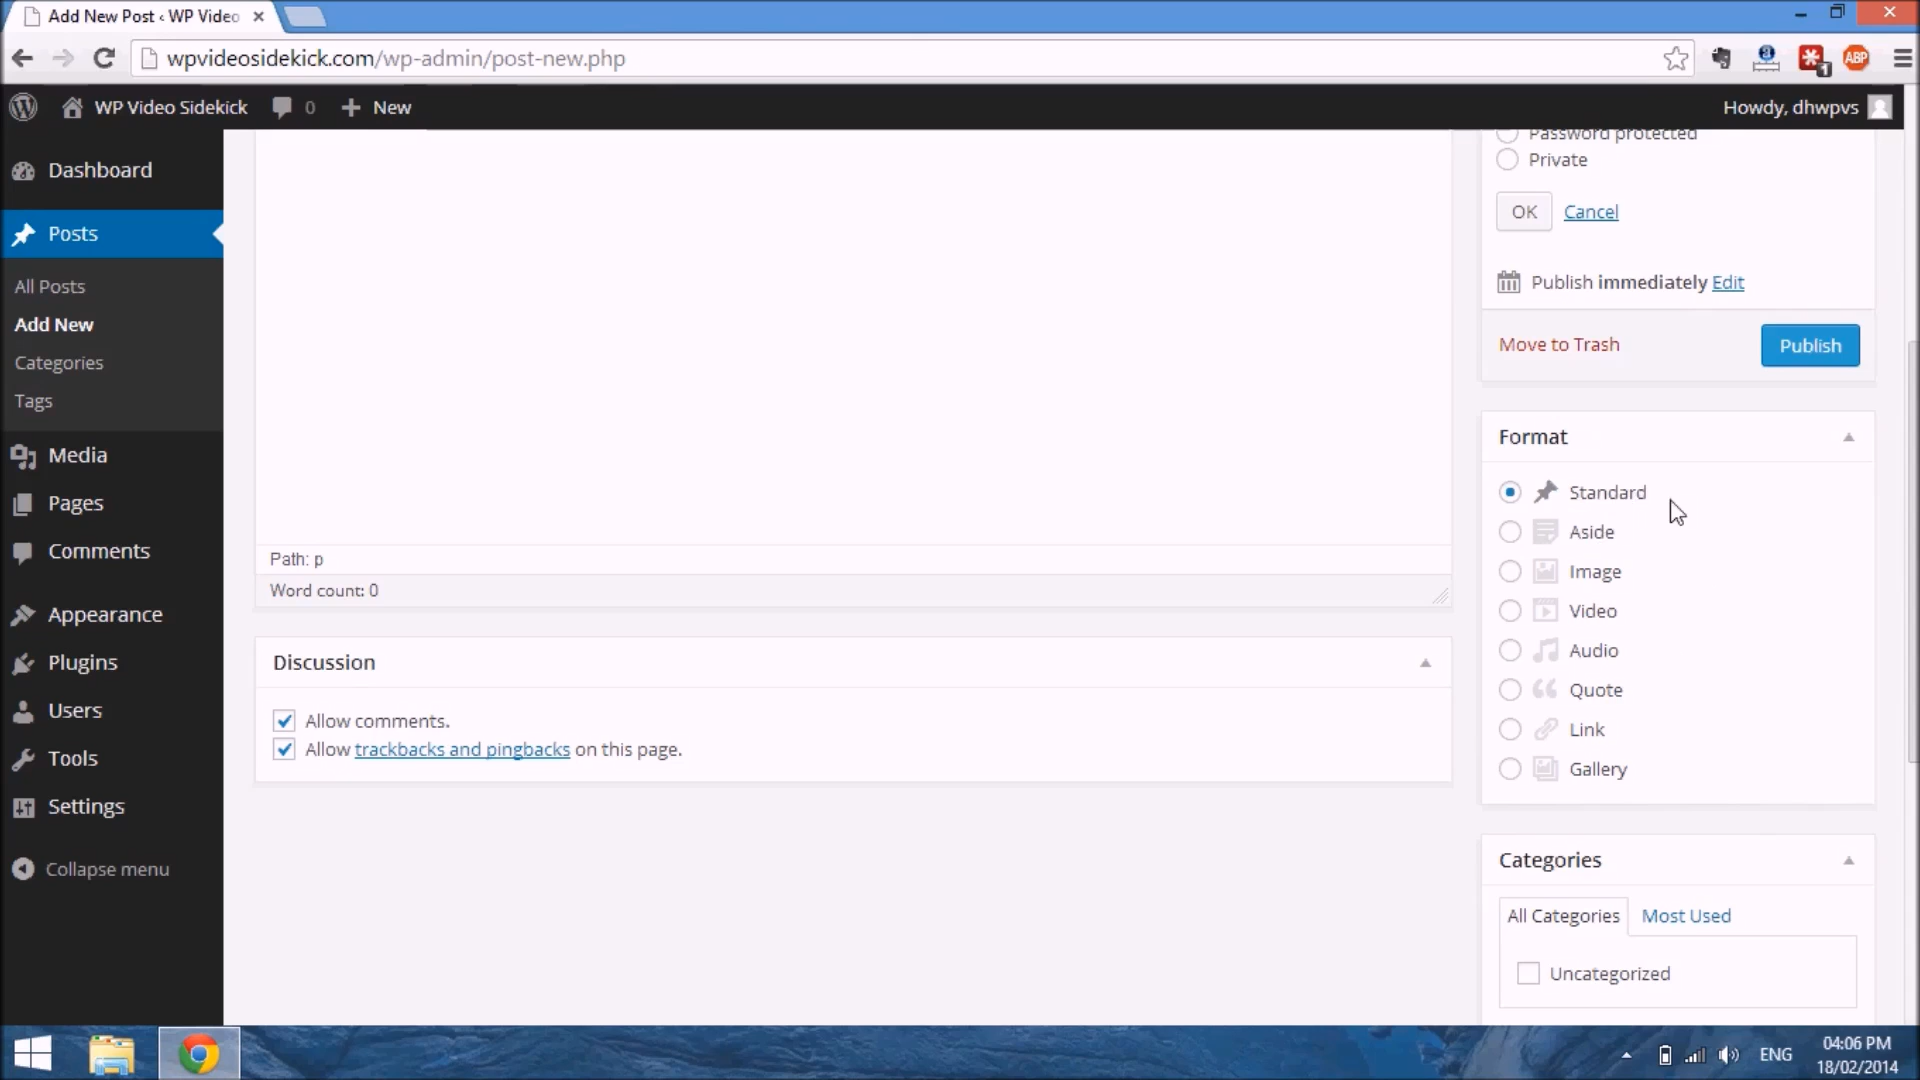 Add New Post ‹ WP Video
wpvideosidekick.com/wp-admin/post-new.php
1
ABP
WP Video Sidekick 0 New
Howdy, dhwpvs
Dashboard
Posts
All Posts
Add New
Categories
Tags
Media
Pages
Comments
Appearance
Plugins
Users
Tools
Settings
Collapse menu
Path: p
Word count: 0
Discussion
Allow comments.
Allow trackbacks and pingbacks on this page.
Password protected
Private
OK Cancel
Publish immediately Edit
Move to Trash Publish
Format
Standard
Aside
Image
Video
Audio
Quote
Link
Gallery
Categories
All Categories Most Used
Uncategorized
ENG
04:06 PM
18/02/2014